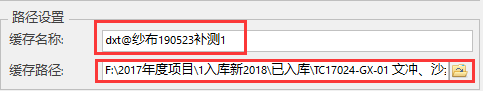 路径设置
缓存名称: dxt@纱布190523补测1
缓存路径: F:\2017年度项目\1入库新2018\已入库\TC17024-GX-01 文冲、沙